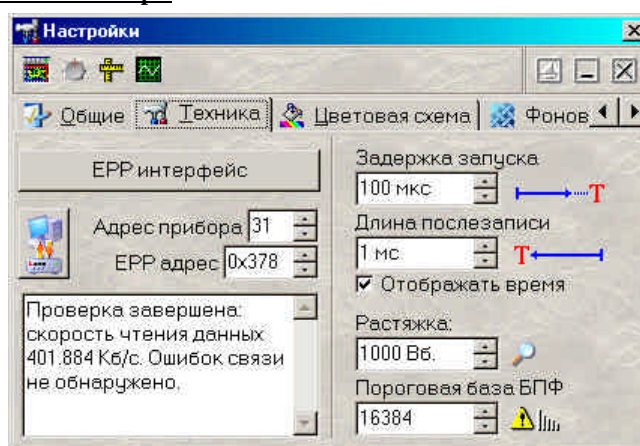 Настройки
Общие
Техника
Цветовая схема
Фонов
EPP интерфейс
Адрес прибора 31
EPP адрес 0x378
Проверка завершена:
скорость чтения данных
401.884 Кб/с. Ошибок связи
не обнаружено.
Задержка запуска
100 мкс
T
Длина послезаписи
1 мс
T
Отображать время
Растяжка:
1000 Вб.
Пороговая база БПФ
16384